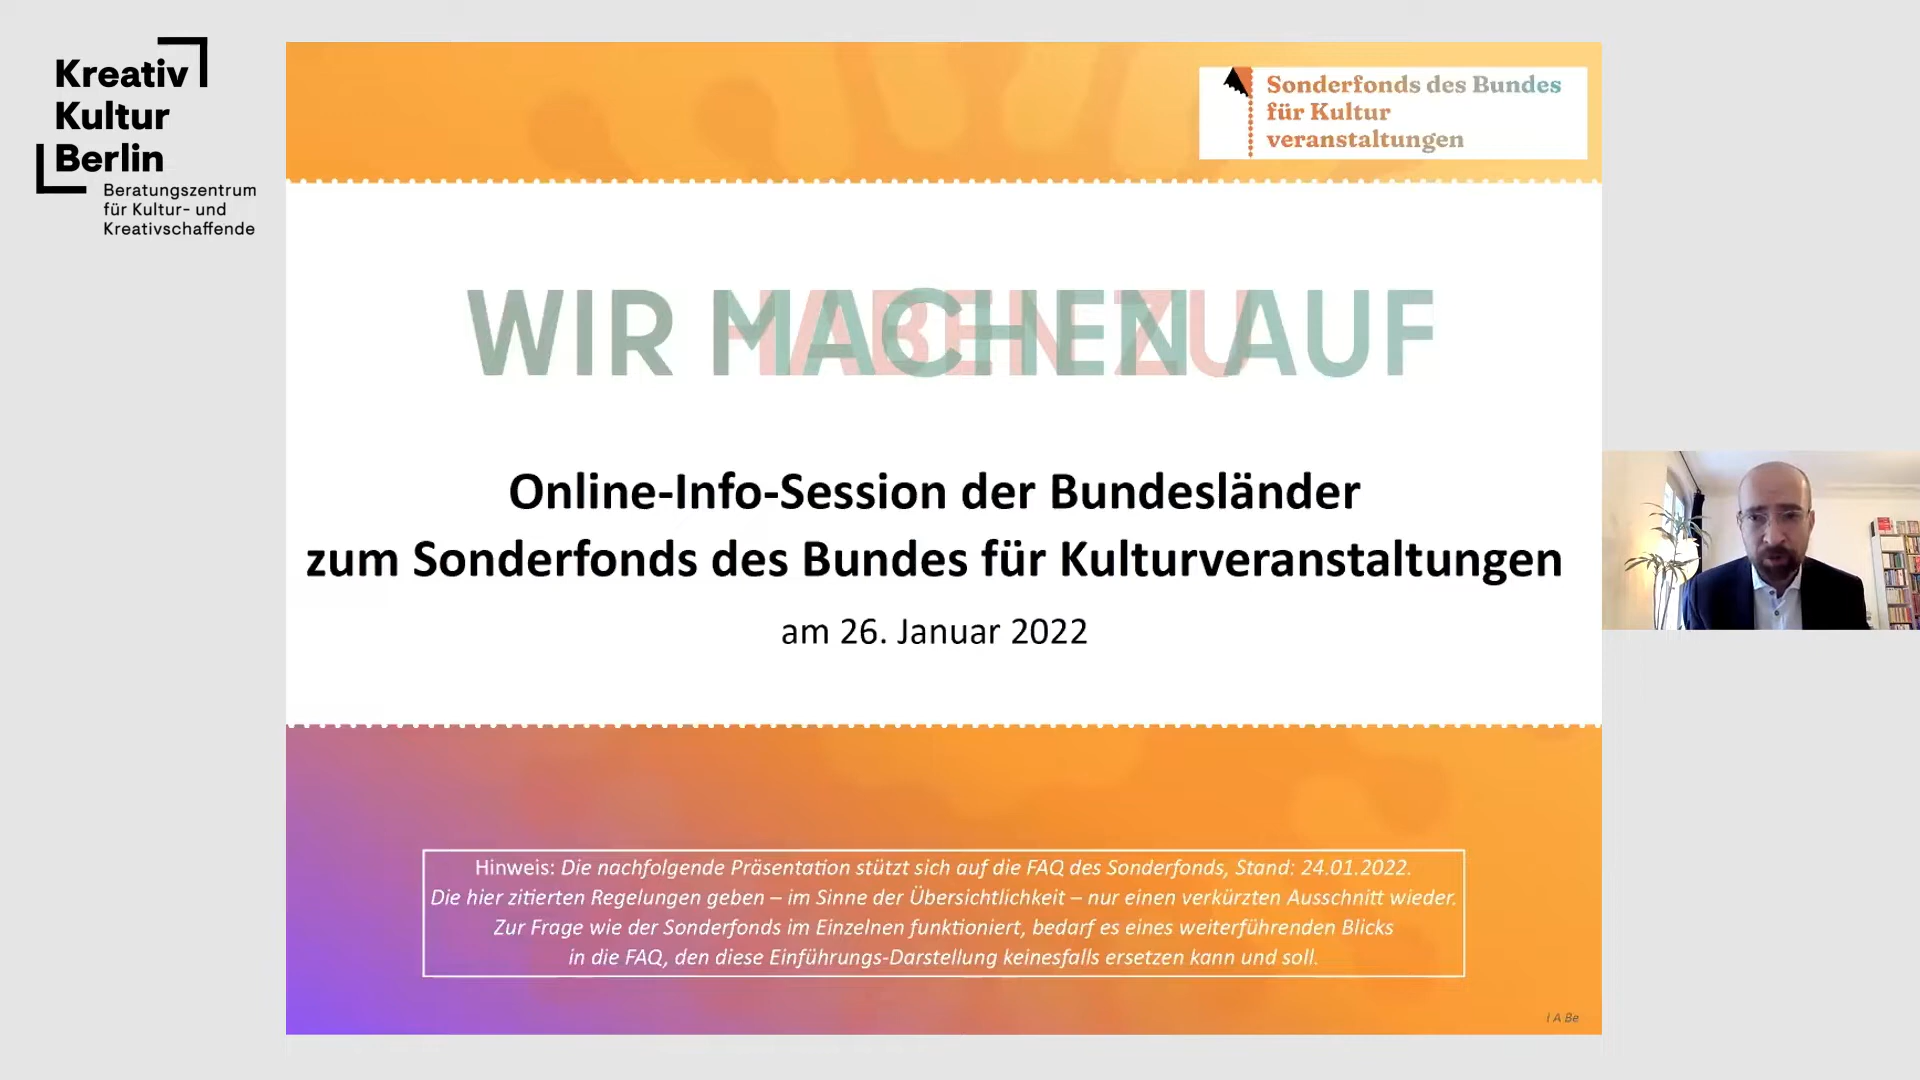 Kreativ
Kultur
Berlin
Beratungszentrum
für Kultur- und
Kreativschaffende
Sonderfonds des Bundes
für Kultur
veranstaltungen
WIR MACHEN AUF
HABEN ZU
Online-Info-Session der Bundesländer
zum Sonderfonds des Bundes für Kulturveranstaltungen
am 26. Januar 2022
Hinweis: Die nachfolgende Präsentation stützt sich auf die FAQ des Sonderfonds, Stand: 24.01.2022.
Die hier zitierten Regelungen geben – im Sinne der Übersichtlichkeit – nur einen verkürzten Ausschnitt wieder.
Zur Frage wie der Sonderfonds im Einzelnen funktioniert, bedarf es eines weiterführenden Blicks
in die FAQ, den diese Einführungs-Darstellung keinesfalls ersetzen kann und soll.
I A Be